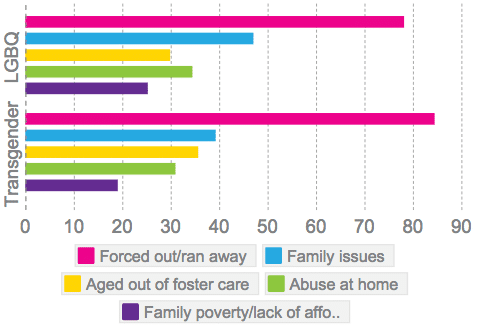 LGBQ
Transgender
0 10 20 30 40 50 60 70 80 90
Forced out/ran away Family issues
Aged out of foster care Abuse at home
Family poverty/lack of affo..